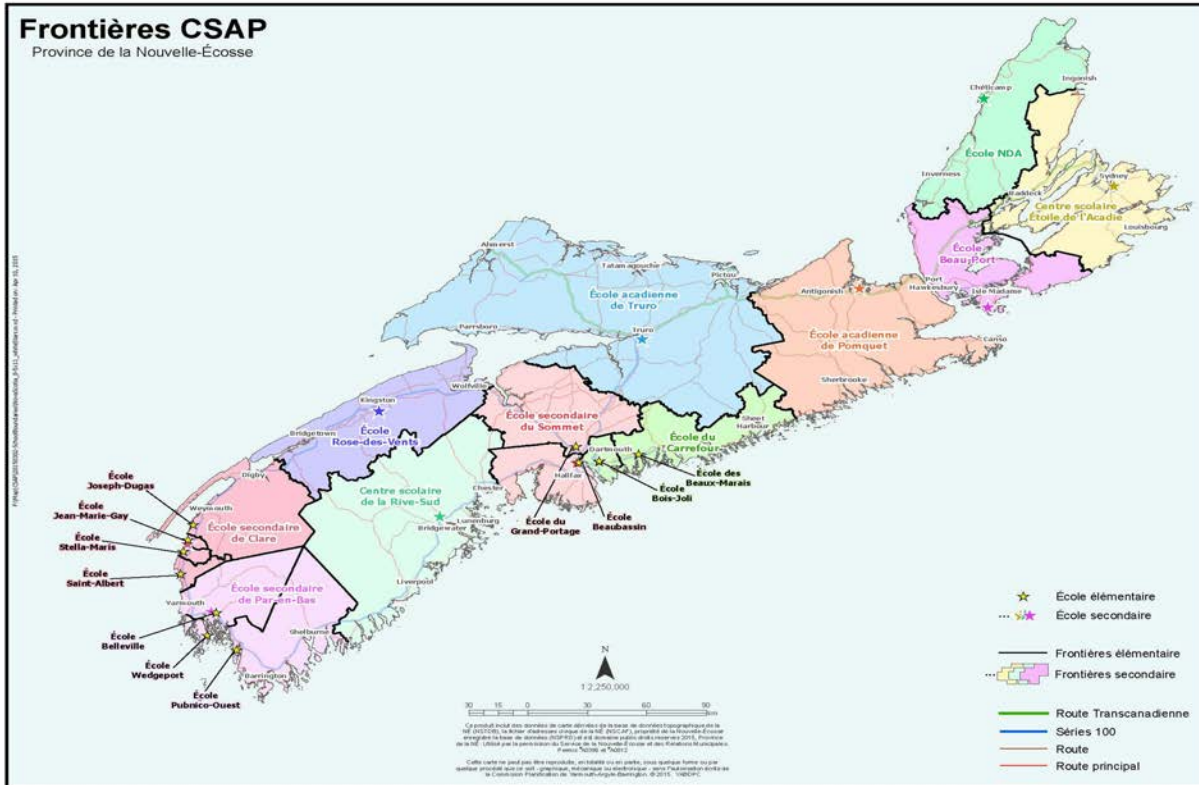 Frontières CSAP
Province de la Nouvelle-Écosse
Chéticamp
Ingonish
École NDA
Inverness
Baddeck
Sydney
Centre scolaire
Étoile de l'Acadie
Louisbourg
École
Beau-Port
Port
Hawkesbury
Isle Madame
Amherst
Tatamagouche
Pictou
École acadienne
de Truro
Antigonish
Parrsboro
Truro
École acadienne
de Pomquet
Canso
Sherbrooke
Wolfville
Kingston
École secondaire
du Sommet
Sheet
Harbour
École
Rose-des-Vents
Bridgetown
École du
Carrefour
Dartmouth
Halifax
École des
Beaux-Marais
École
Bois-Joli
Digby
École
Joseph-Dugas
Chester
Centre scolaire
de la Rive-Sud
École du
Grand-Portage
École
Beaubassin
Weymouth
École
Jean-Marie-Gay
École secondaire
de Clare
Lunenburg
Bridgewater
École
Stella-Maris
École
Saint-Albert
Liverpool
École secondaire
de Par-en-Bas
Yarmouth
École
Belleville
Shelburne
École
Wedgeport
Barrington
École
Pubnico-Ouest
École élémentaire
École secondaire
Frontières élémentaire
Frontières secondaire
Route Transcanadienne
Séries 100
Route
Route principal
N
1:2,250,000
30 15 0 30 60 90
km